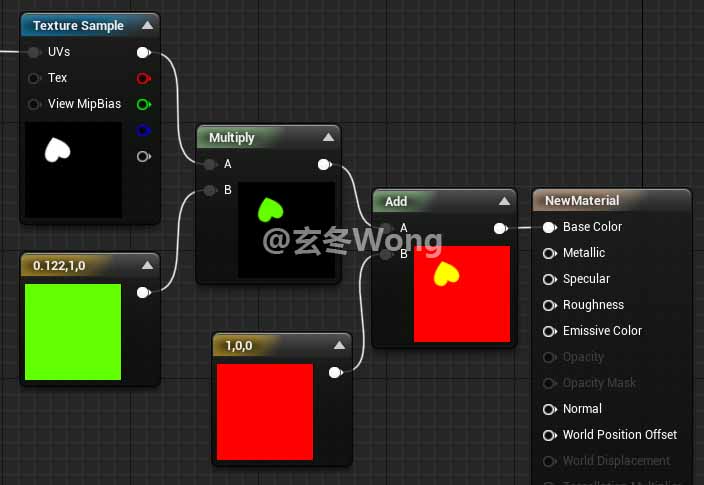 Texture Sample
UVs
Tex
View MipBias
Multiply
A
B
0.122,1,0
Add
A
B
1,0,0
@玄冬Wong
NewMaterial
Base Color
Metallic
Specular
Roughness
Emissive Color
Opacity
Opacity Mask
Normal
World Position Offset
World Displacement